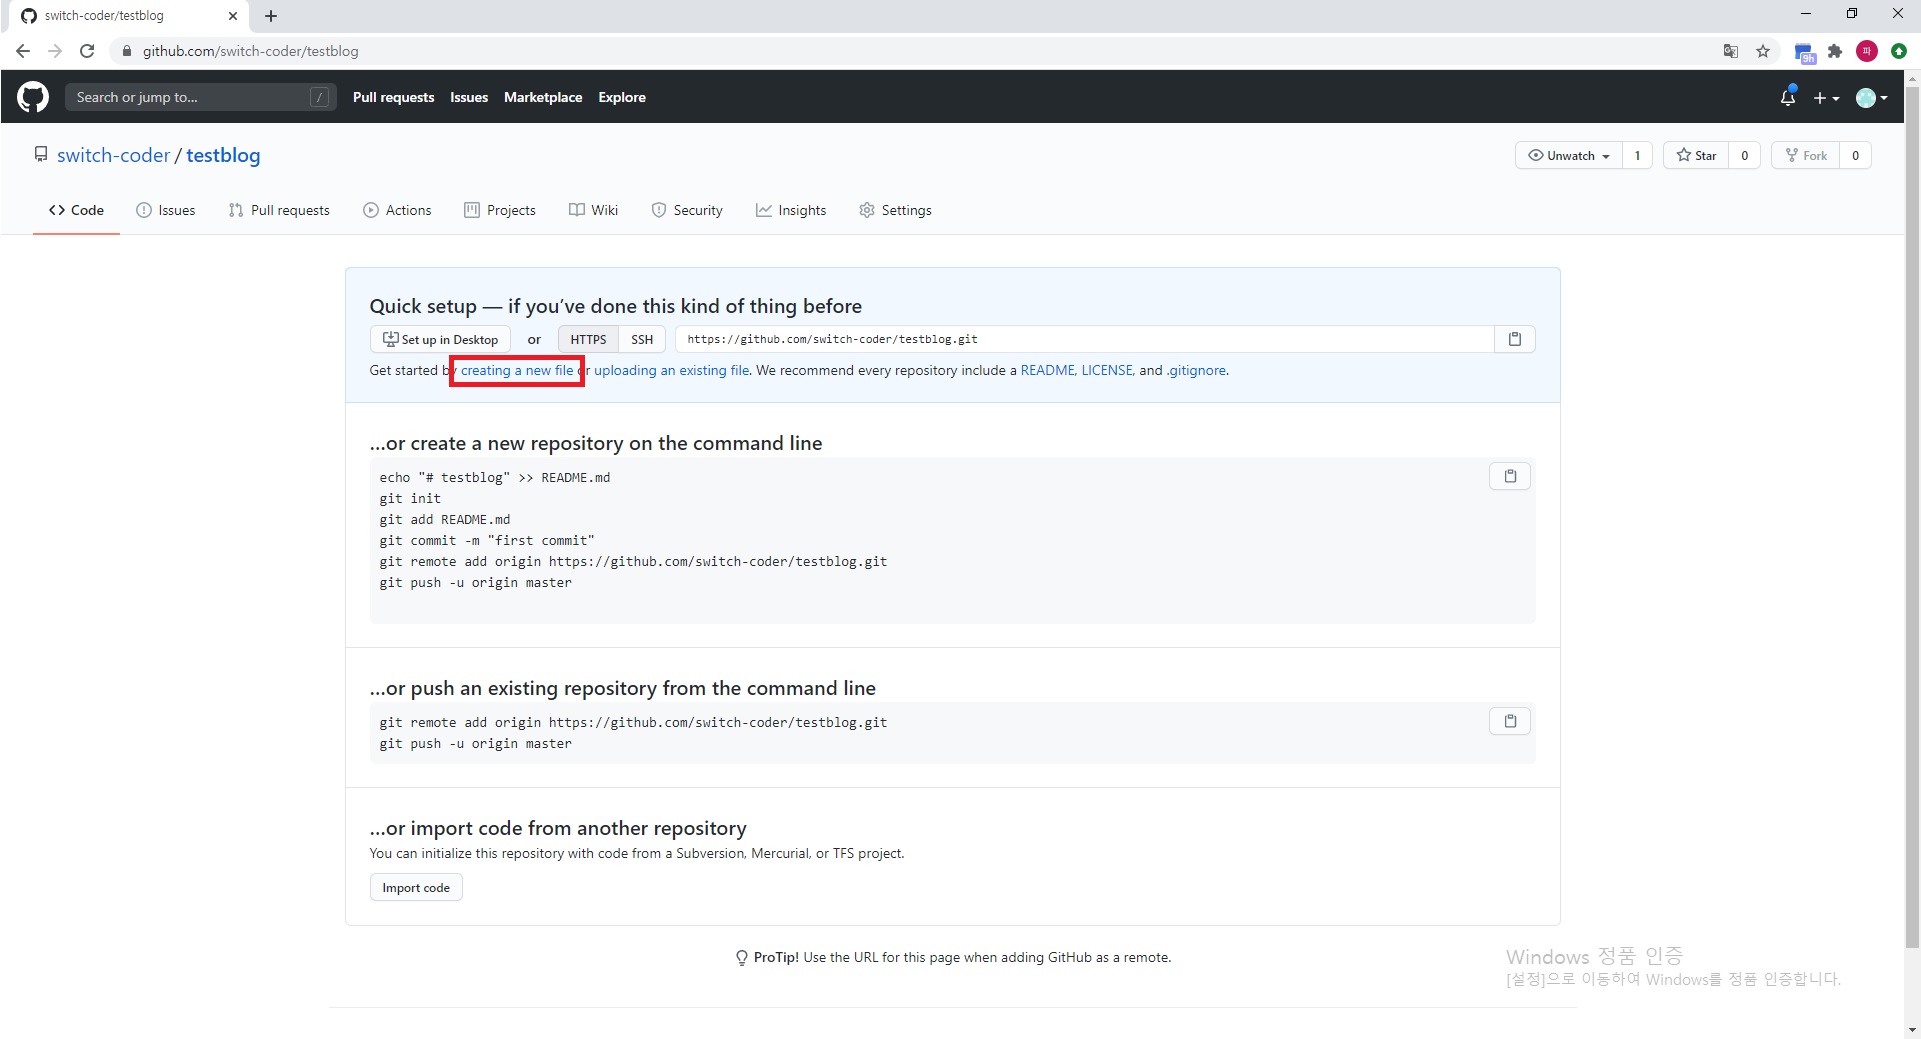 switch-coder/testblog
github.com/switch-coder/testblog
9h
파
Search or jump to... /
Pull requests Issues Marketplace Explore
switch-coder / testblog
Unwatch 1 Star 0 Fork 0
Code Issues Pull requests Actions Projects Wiki Security Insights Settings
Quick setup — if you've done this kind of thing before
Set up in Desktop or HTTPS SSH https://github.com/switch-coder/testblog.git
Get started by creating a new file or uploading an existing file. We recommend every repository include a README, LICENSE, and .gitignore.
...or create a new repository on the command line
echo "# testblog" >> README.md
git init
git add README.md
git commit -m "first commit"
git remote add origin https://github.com/switch-coder/testblog.git
git push -u origin master
...or push an existing repository from the command line
git remote add origin https://github.com/switch-coder/testblog.git
git push -u origin master
...or import code from another repository
You can initialize this repository with code from a Subversion, Mercurial, or TFS project.
Import code
ProTip! Use the URL for this page when adding GitHub as a remote.
Windows 정품 인증
[설정]으로 이동하여 Windows를 정품 인증합니다.